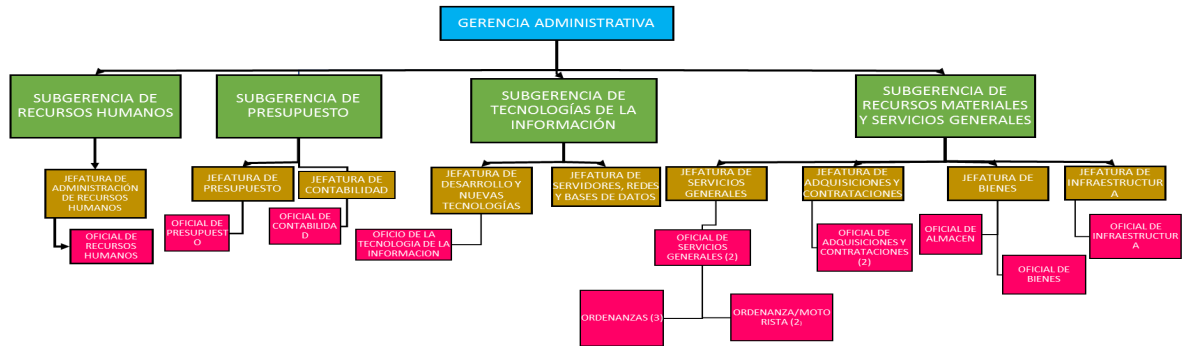 GERENCIA ADMINISTRATIVA
SUBGERENCIA DE
RECURSOS HUMANOS
SUBGERENCIA DE
PRESUPUESTO
SUBGERENCIA DE
TECNOLOGÍAS DE LA
INFORMACIÓN
SUBGERENCIA DE
RECURSOS MATERIALES
Y SERVICIOS GENERALES
JEFATURA DE
ADMINISTRACIÓN
DE RECURSOS
HUMANOS
JEFATURA DE
PRESUPUESTO
JEFATURA DE
CONTABILIDAD
JEFATURA DE
DESARROLLO Y
NUEVAS
TECNOLOGÍAS
JEFATURA DE
SERVIDORES, REDES
Y BASES DE DATOS
JEFATURA DE
SERVICIOS
GENERALES
JEFATURA DE
ADQUISICIONES Y
CONTRATACIONES
JEFATURA DE
BIENES
JEFATURA DE
INFRAESTRUCTUR
A
OFICIAL DE
RECURSOS
HUMANOS
OFICIAL DE
PRESUPUEST
O
OFICIAL DE
CONTABILIDA
D
OFICIO DE LA
TECNOLOGIA DE LA
INFORMACION
OFICIAL DE
SERVICIOS
GENERALES (2)
OFICIAL DE
ADQUISICIONES Y
CONTRATACIONES
(2)
OFICIAL DE
ALMACEN
OFICIAL DE
BIENES
OFICIAL DE
INFRAESTRUCTUR
A
ORDENANZAS (3)
ORDENANZA/MOTO
RISTA (2)